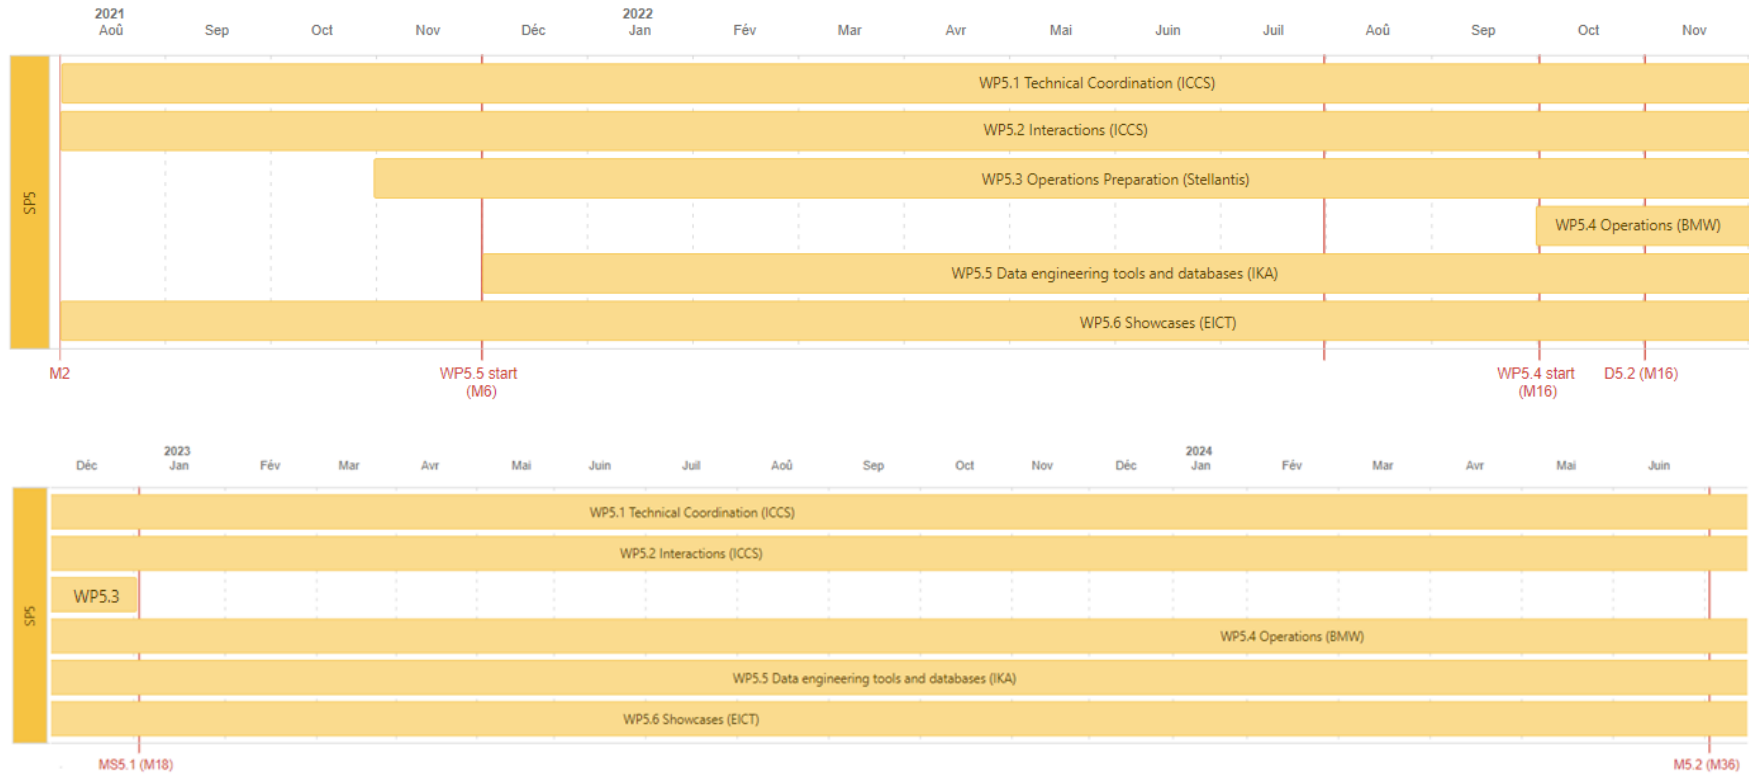 2021
Aoû Sep Oct Nov Déc
2022
Jan Fév Mar Avr Mai Juin Juil Aoû Sep Oct Nov
SP5
WP5.1 Technical Coordination (ICCS)
WP5.2 Interactions (ICCS)
WP5.3 Operations Preparation (Stellantis)
WP5.4 Operations (BMW)
WP5.5 Data engineering tools and databases (IKA)
WP5.6 Showcases (EICT)
M2
WP5.5 start
(M6)
WP5.4 start
(M16)
D5.2 (M16)
Déc
2023
Jan Fév Mar Avr Mai Juin Juil Aoû Sep Oct Nov Déc
2024
Jan Fév Mar Avr Mai Juin
SP5
WP5.1 Technical Coordination (ICCS)
WP5.2 Interactions (ICCS)
WP5.3
WP5.4 Operations (BMW)
WP5.5 Data engineering tools and databases (IKA)
WP5.6 Showcases (EICT)
MS5.1 (M18)
M5.2 (M36)